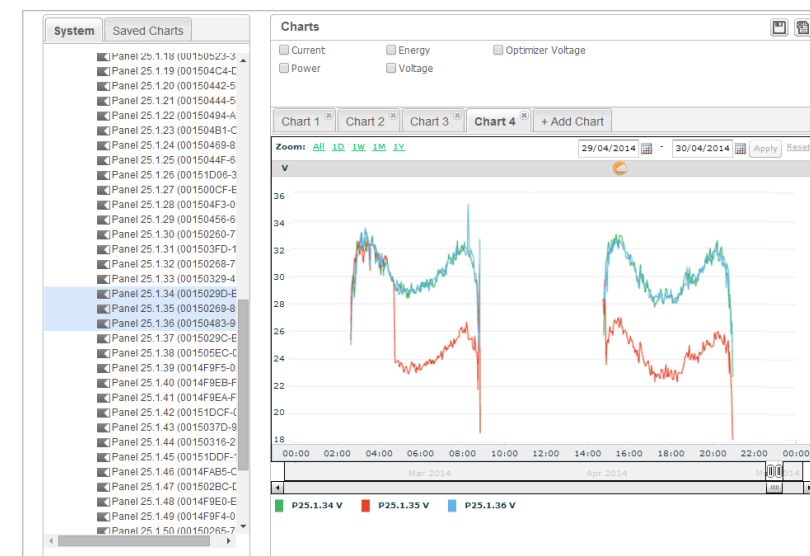 System Saved Charts
Panel 25.1.18 (00150523-3
Panel 25.1.19 (001504C4-D
Panel 25.1.20 (00150442-5
Panel 25.1.21 (00150444-5
Panel 25.1.22 (00150494-A
Panel 25.1.23 (001504B1-C
Panel 25.1.24 (00150469-8
Panel 25.1.25 (0015044F-6
Panel 25.1.26 (00151D06-3
Panel 25.1.27 (001500CF-E
Panel 25.1.28 (001504F3-0
Panel 25.1.29 (00150456-6
Panel 25.1.30 (00150260-7
Panel 25.1.31 (001503FD-1
Panel 25.1.32 (00150268-7
Panel 25.1.33 (00150329-4
Panel 25.1.34 (0015029D-E
Panel 25.1.35 (00150269-8
Panel 25.1.36 (00150483-9
Panel 25.1.37 (0015029C-E
Panel 25.1.38 (001505EC-0
Panel 25.1.39 (0014F9F5-0
Panel 25.1.40 (0014F9EB-F
Panel 25.1.41 (0014F9EA-F
Panel 25.1.42 (00151DCF-0
Panel 25.1.43 (0015037D-9
Panel 25.1.44 (00150316-2
Panel 25.1.45 (00151DDF-1
Panel 25.1.46 (0014FAB5-C
Panel 25.1.47 (001502BC-D
Panel 25.1.48 (0014F9E0-E
Panel 25.1.49 (0014F9F4-0
Panel 25.1.50 (00150265-7
Charts
Current Energy Optimizer Voltage
Power Voltage
Chart 1 Chart 2 Chart 3 Chart 4 + Add Chart
Zoom: All 1D 1W 1M 1Y 29/04/2014 - 30/04/2014 Apply Reset
V
36
34
32
30
28
26
24
22
20
18
00:00 02:00 04:00 06:00 08:00 10:00 12:00 14:00 16:00 18:00 20:00 22:00 00:00
Mar 2014 Apr 2014
P25.1.34 V P25.1.35 V P25.1.36 V